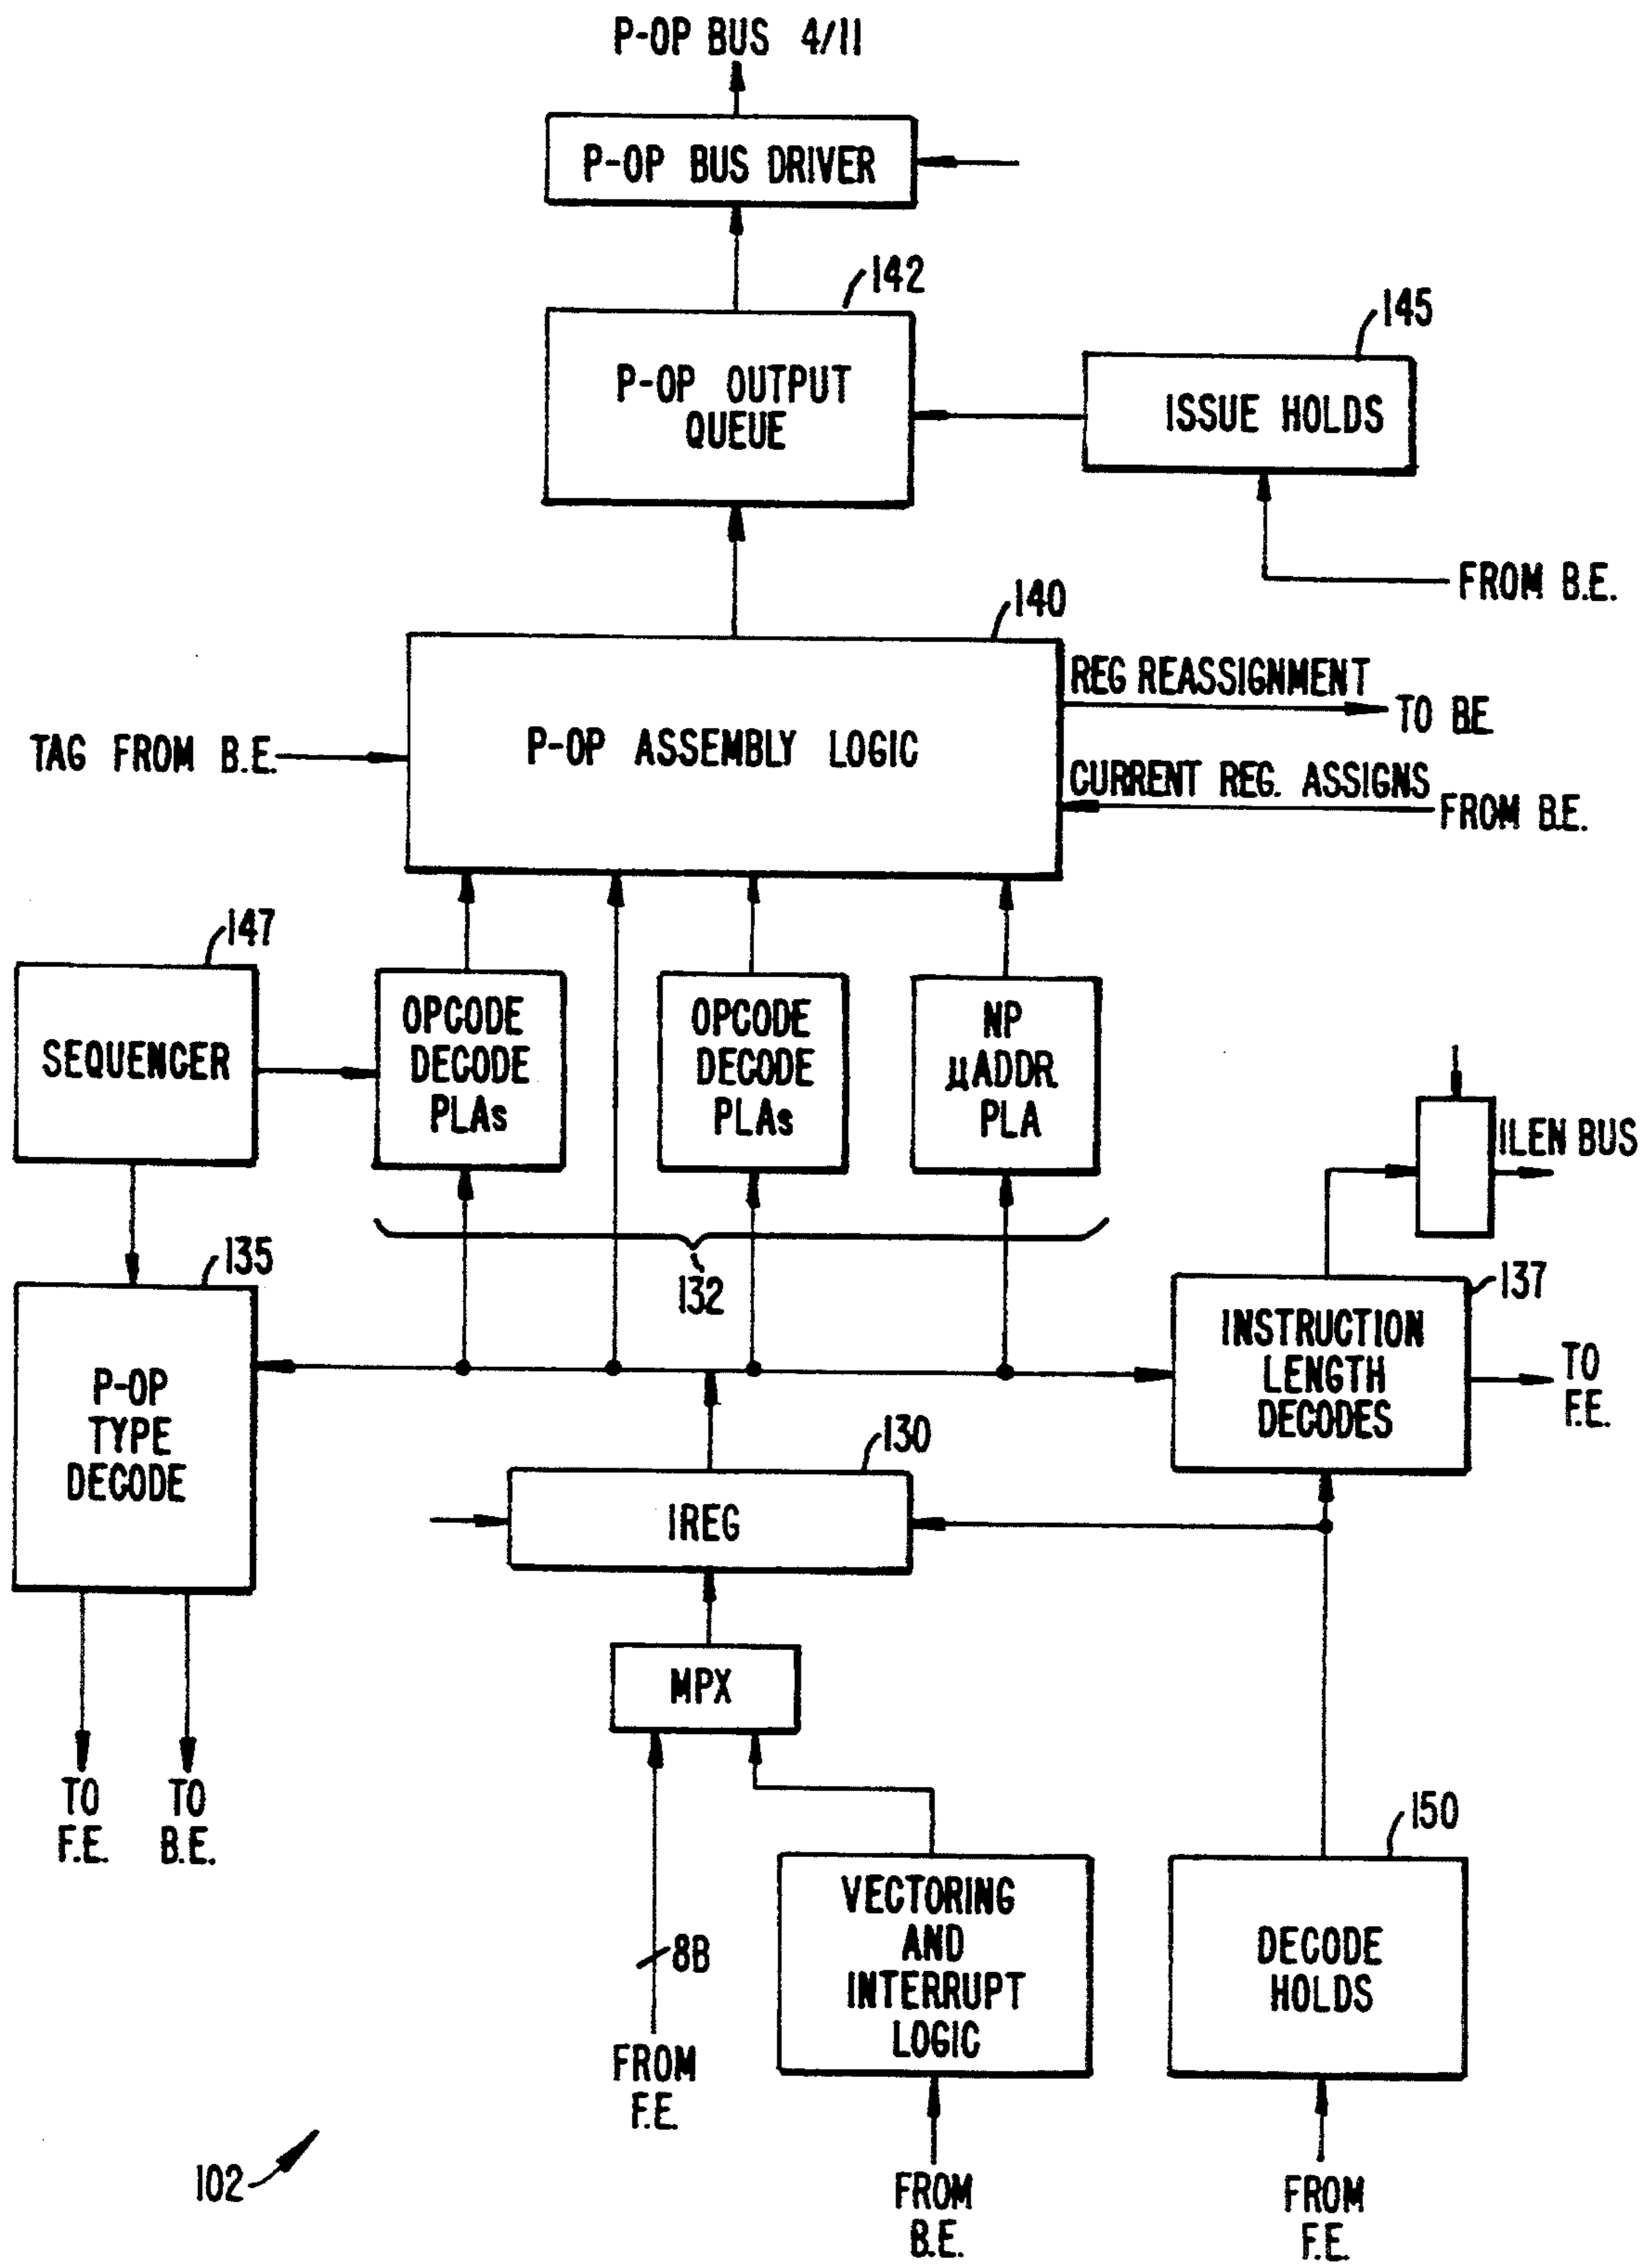 P-OP BUS 4/11
P-OP BUS DRIVER
142
P-OP OUTPUT
QUEUE
145
ISSUE HOLDS
FROM B.E.
140
P-OP ASSEMBLY LOGIC
REG REASSIGNMENT
TO B.E.
TAG FROM B.E.
CURRENT REG. ASSIGNS
FROM B.E.
147
SEQUENCER
OPCODE
DECODE
PLAs
OPCODE
DECODE
PLAs
NP
μADDR.
PLA
ILEN BUS
132
135
P-OP
TYPE
DECODE
137
INSTRUCTION
LENGTH
DECODES
TO
F.E.
130
IREG
MPX
TO
F.E.
TO
B.E.
8B
FROM
F.E.
VECTORING
AND
INTERRUPT
LOGIC
FROM
B.E.
150
DECODE
HOLDS
FROM
F.E.
102